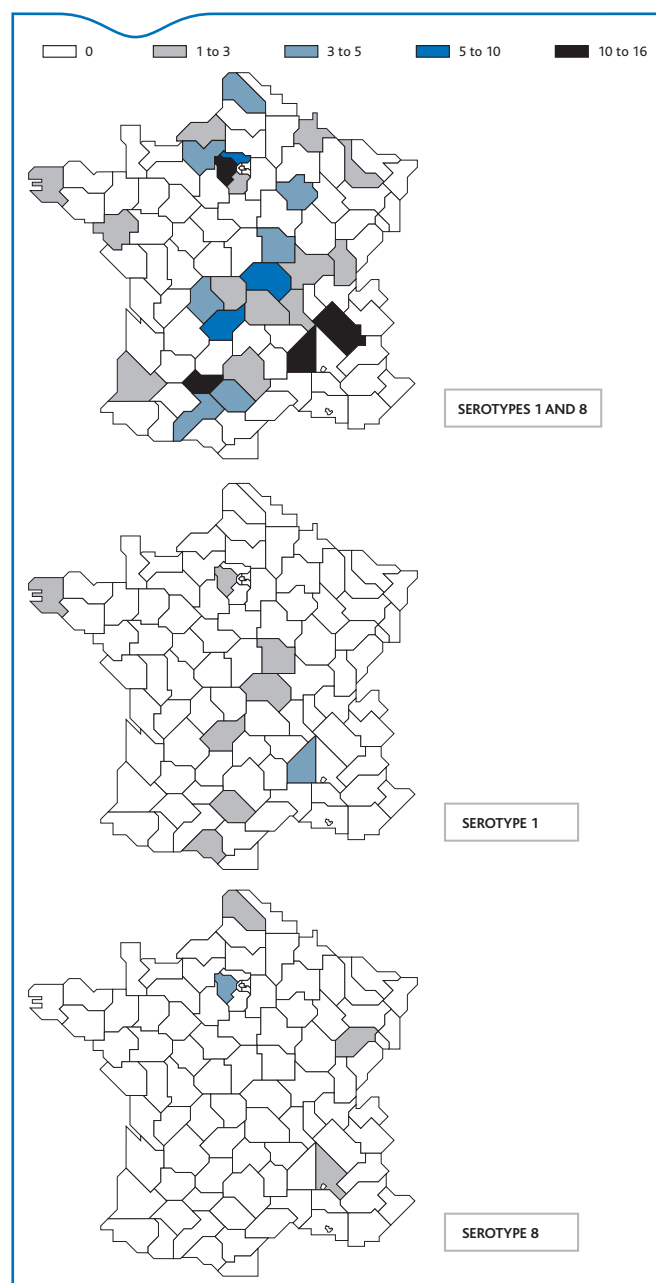 0 1 to 3 3 to 5 5 to 10 10 to 16
SEROTYPES 1 AND 8
SEROTYPE 1
SEROTYPE 8